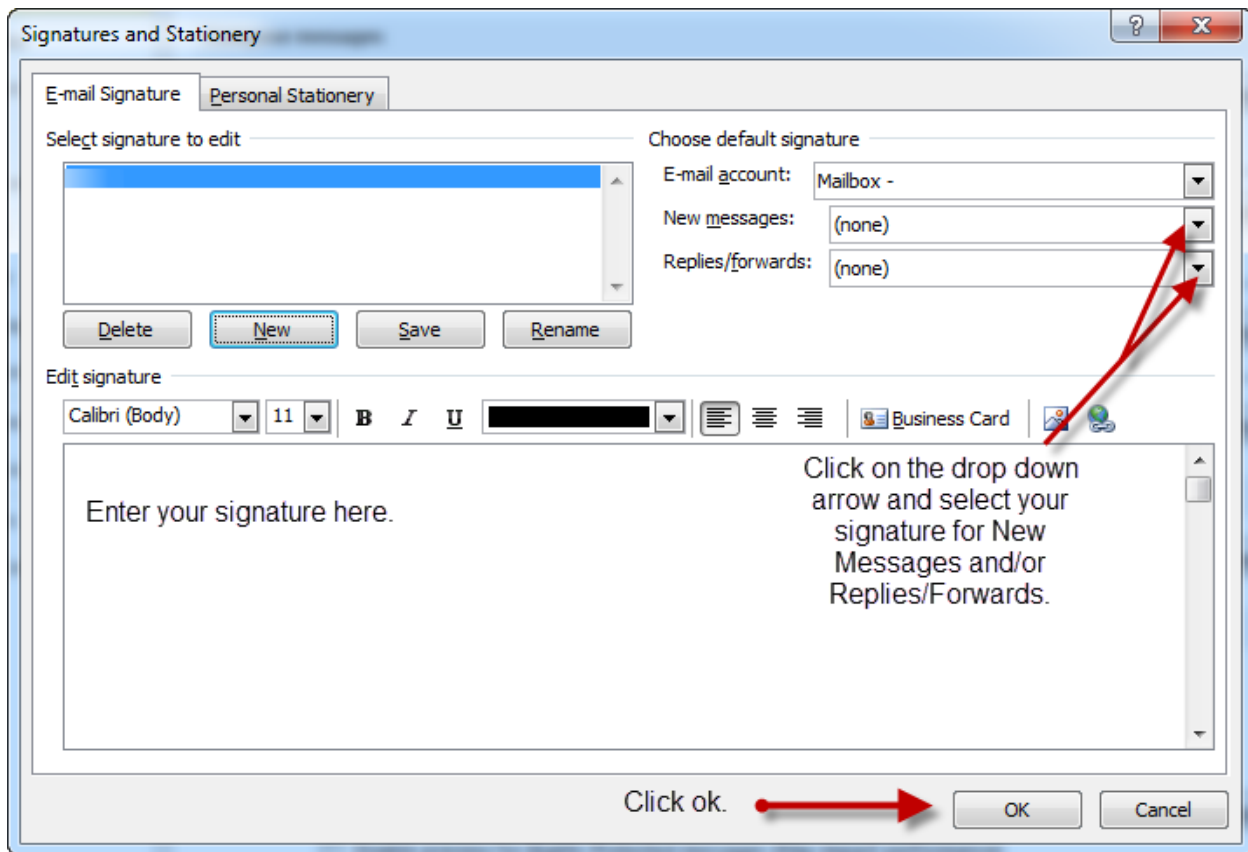 Signatures and Stationery
E-mail Signature
Personal Stationery
Select signature to edit
Choose default signature
E-mail account:
Mailbox -
New messages:
(none)
Replies/forwards:
(none)
Delete
New
Save
Rename
Edit signature
Calibri (Body)
11
B
I
U
Business Card
Enter your signature here.
Click on the drop down
arrow and select your
signature for New
Messages and/or
Replies/Forwards.
Click ok.
OK
Cancel